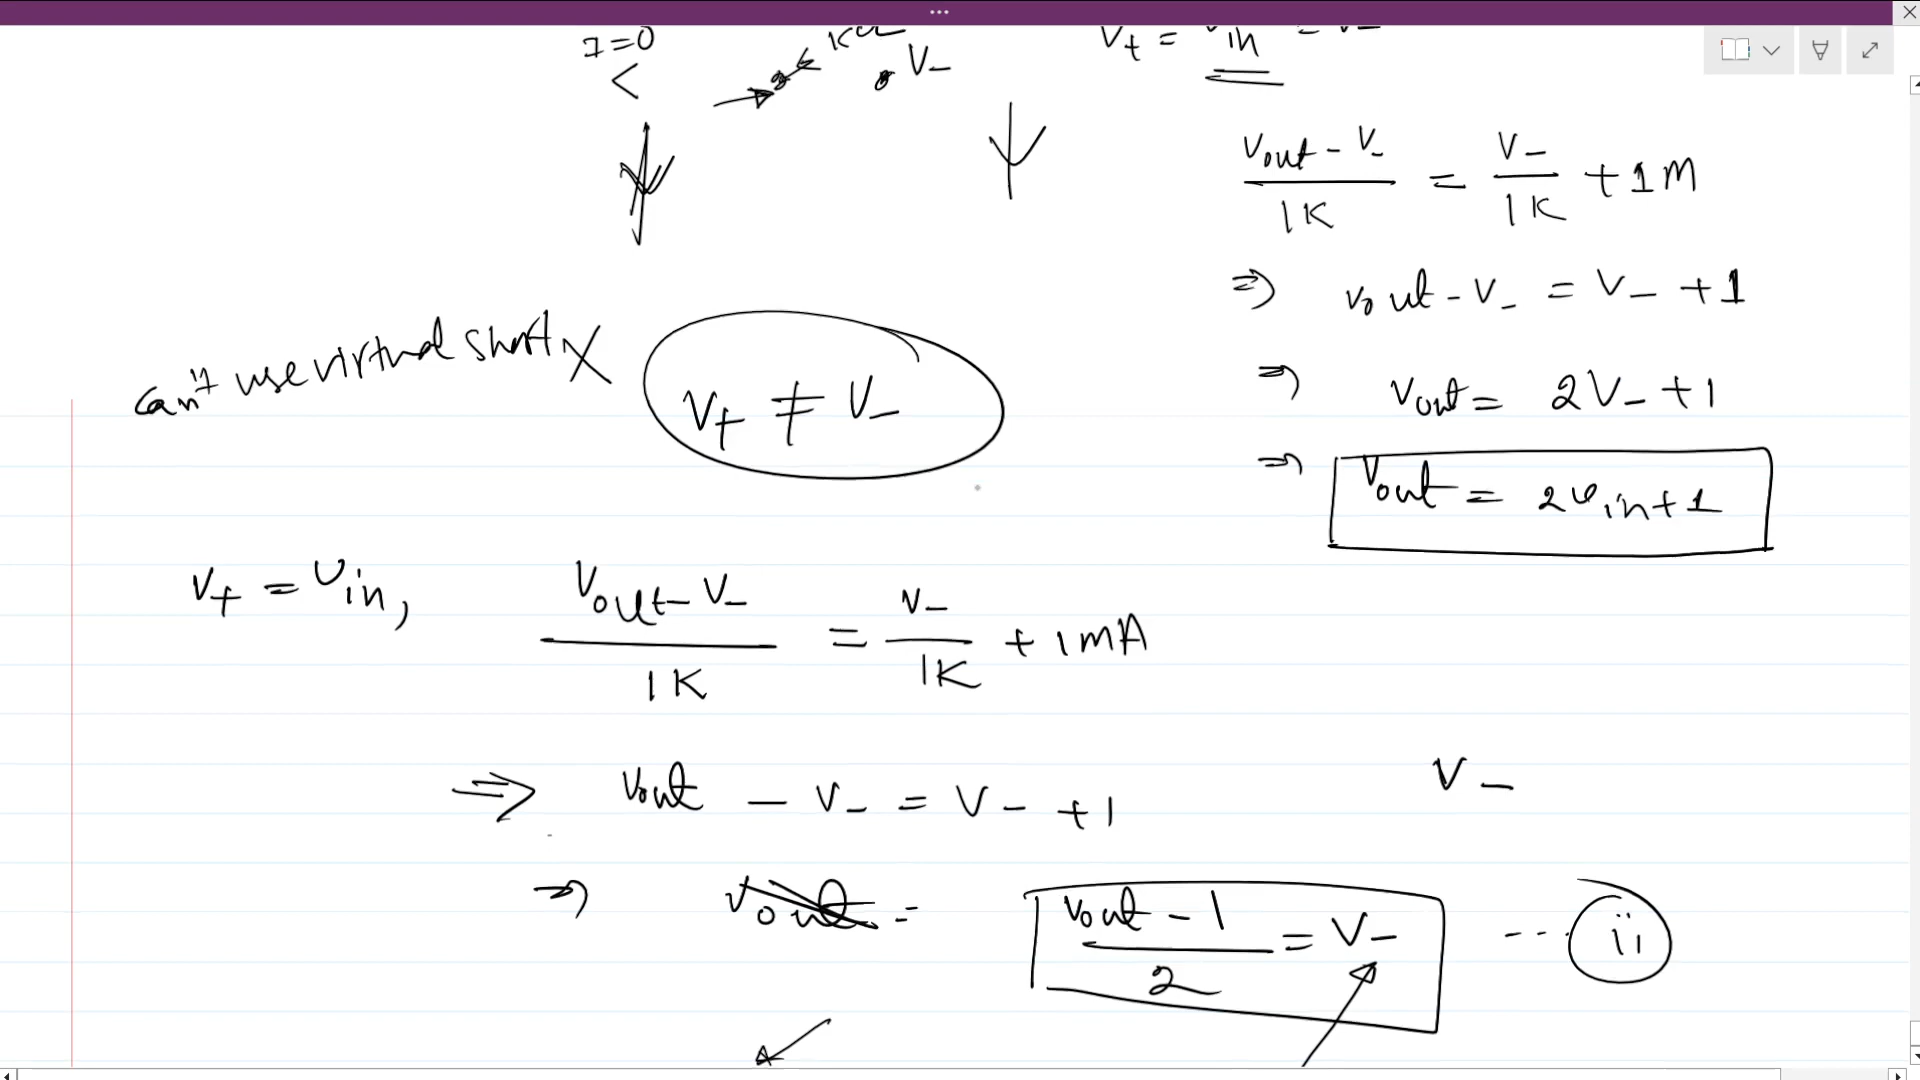 I=0
V-
V+ = Vin = V-
(Vout - V-)/1K = V-/1K + 1M
⇒ Vout - V- = V- + 1
⇒ Vout = 2V- + 1
⇒ Vout = 2Vin + 1
can't use virtual short X
V+ ≠ V-
V+ = Vin, (Vout - V-)/1K = V-/1K + 1mA
⇒ Vout - V- = V- + 1
V-
⇒ (Vout - 1)/2 = V- --- ii